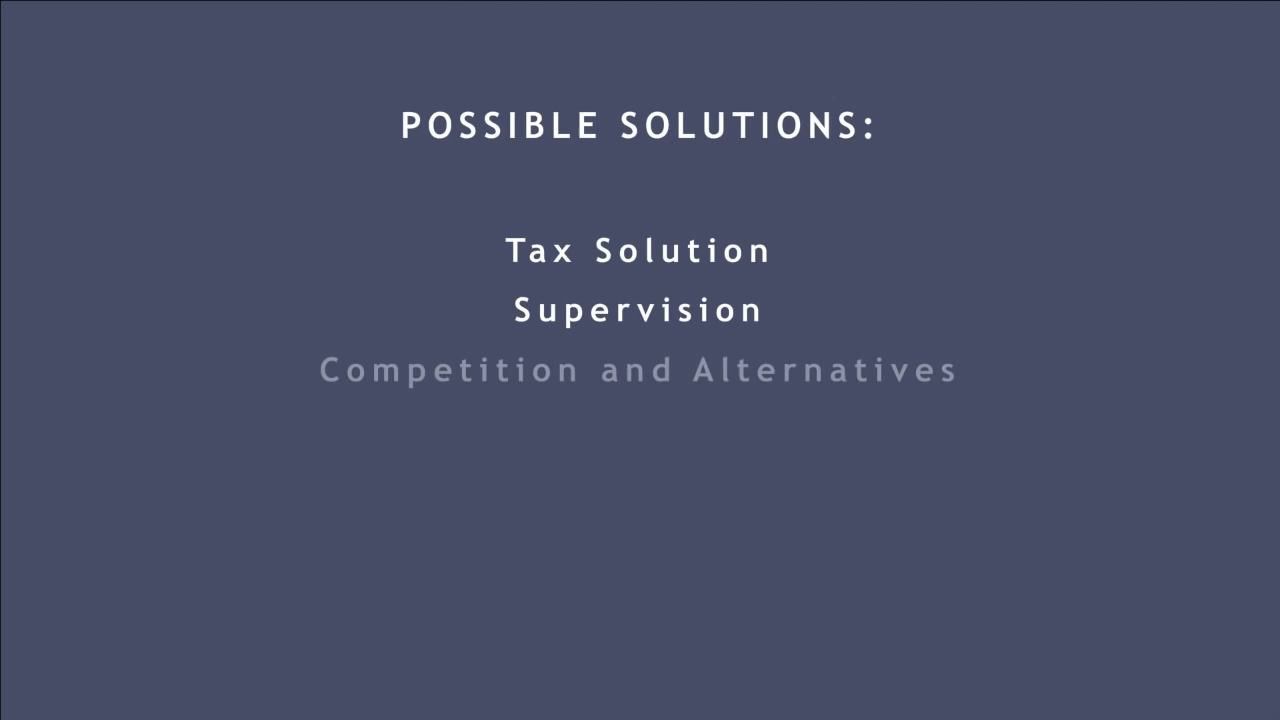 POSSIBLE SOLUTIONS:
Tax Solution
Supervision
Competition and Alternatives